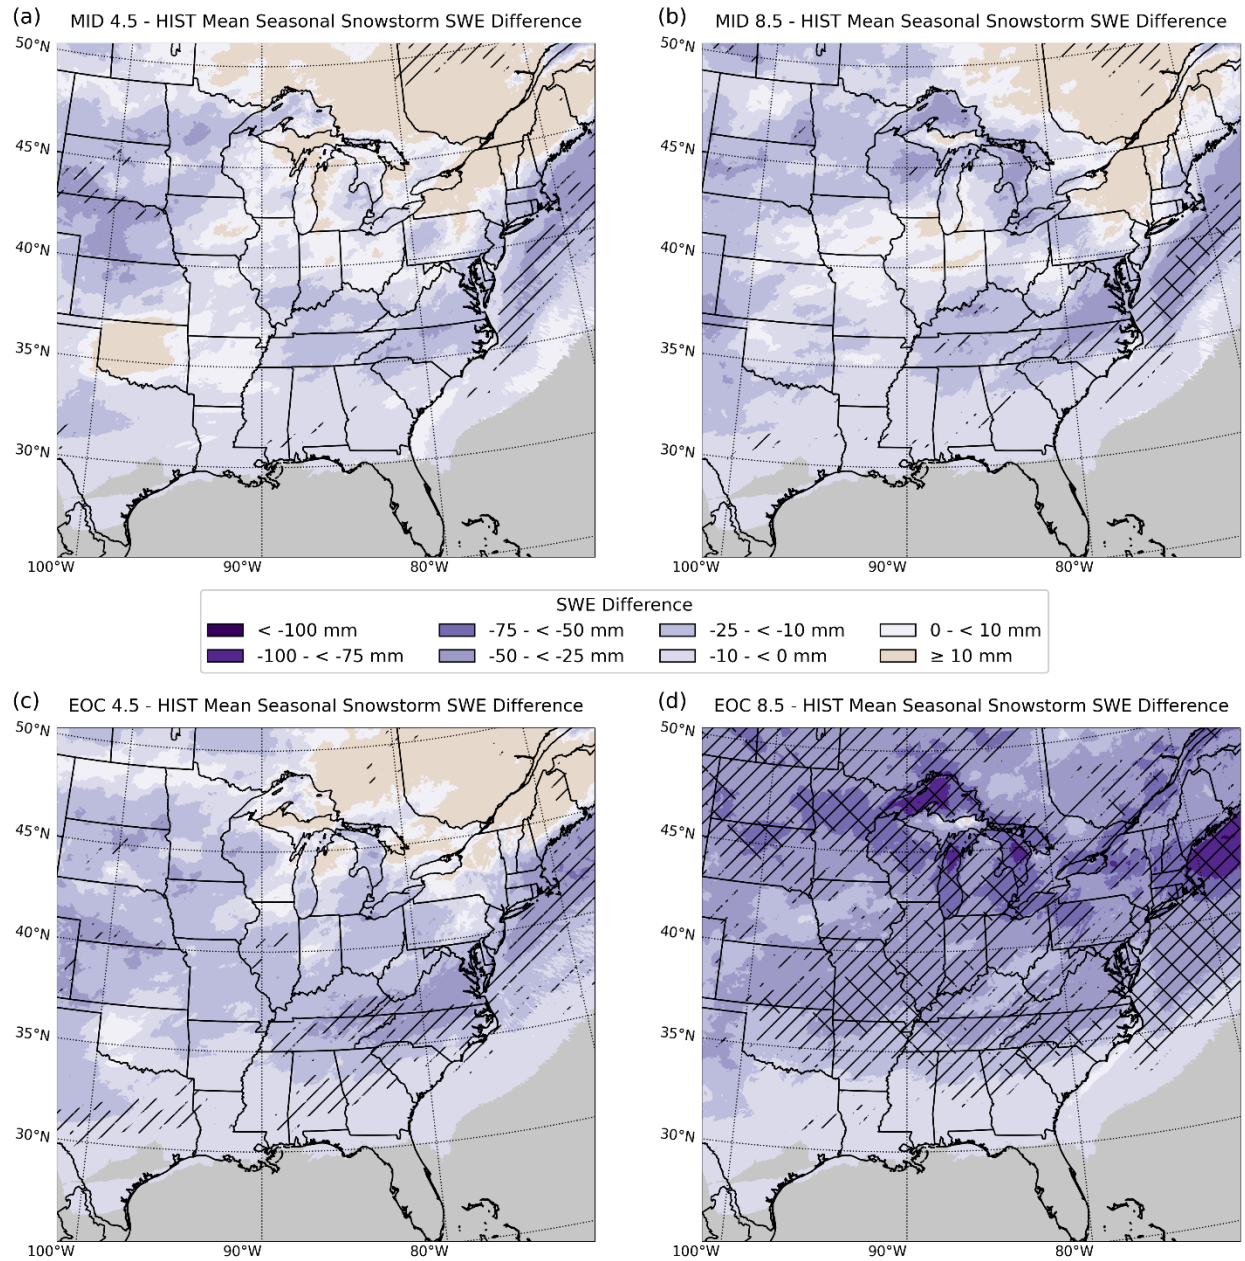 (a) MID 4.5 - HIST Mean Seasonal Snowstorm SWE Difference
50°N
45°N
40°N
35°N
30°N
100°W 90°W 80°W
(b) MID 8.5 - HIST Mean Seasonal Snowstorm SWE Difference
50°N
45°N
40°N
35°N
30°N
100°W 90°W 80°W
SWE Difference
< -100 mm -75 - < -50 mm -25 - < -10 mm 0 - < 10 mm
-100 - < -75 mm -50 - < -25 mm -10 - < 0 mm ≥ 10 mm
(c) EOC 4.5 - HIST Mean Seasonal Snowstorm SWE Difference
50°N
45°N
40°N
35°N
30°N
100°W 90°W 80°W
(d) EOC 8.5 - HIST Mean Seasonal Snowstorm SWE Difference
50°N
45°N
40°N
35°N
30°N
100°W 90°W 80°W